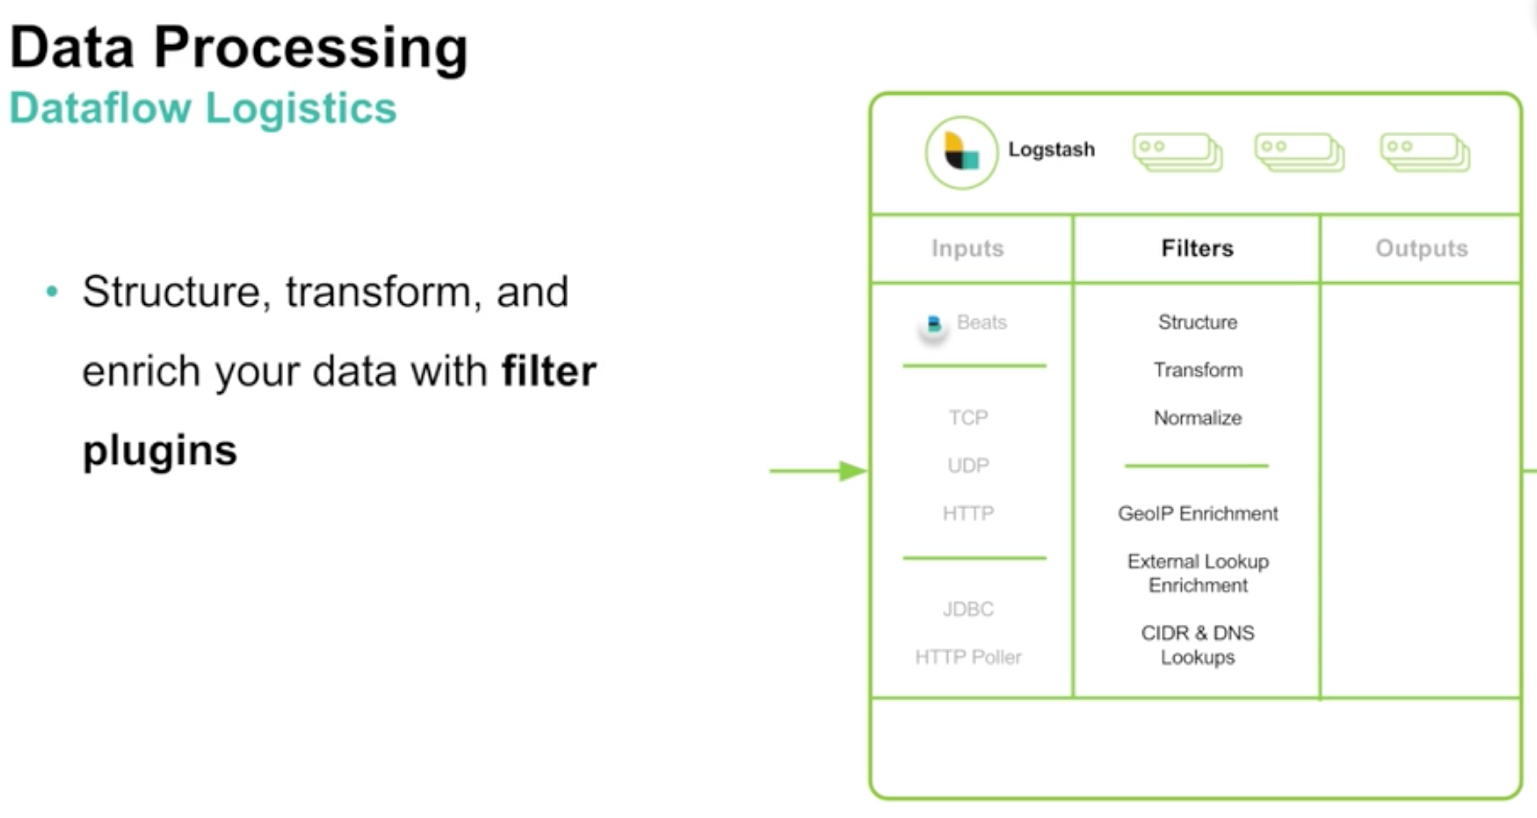 Data Processing
Dataflow Logistics
• Structure, transform, and
enrich your data with filter
plugins
Logstash
Inputs
Filters
Outputs
Beats
TCP
UDP
HTTP
JDBC
HTTP Poller
Structure
Transform
Normalize
GeoIP Enrichment
External Lookup
Enrichment
CIDR & DNS
Lookups